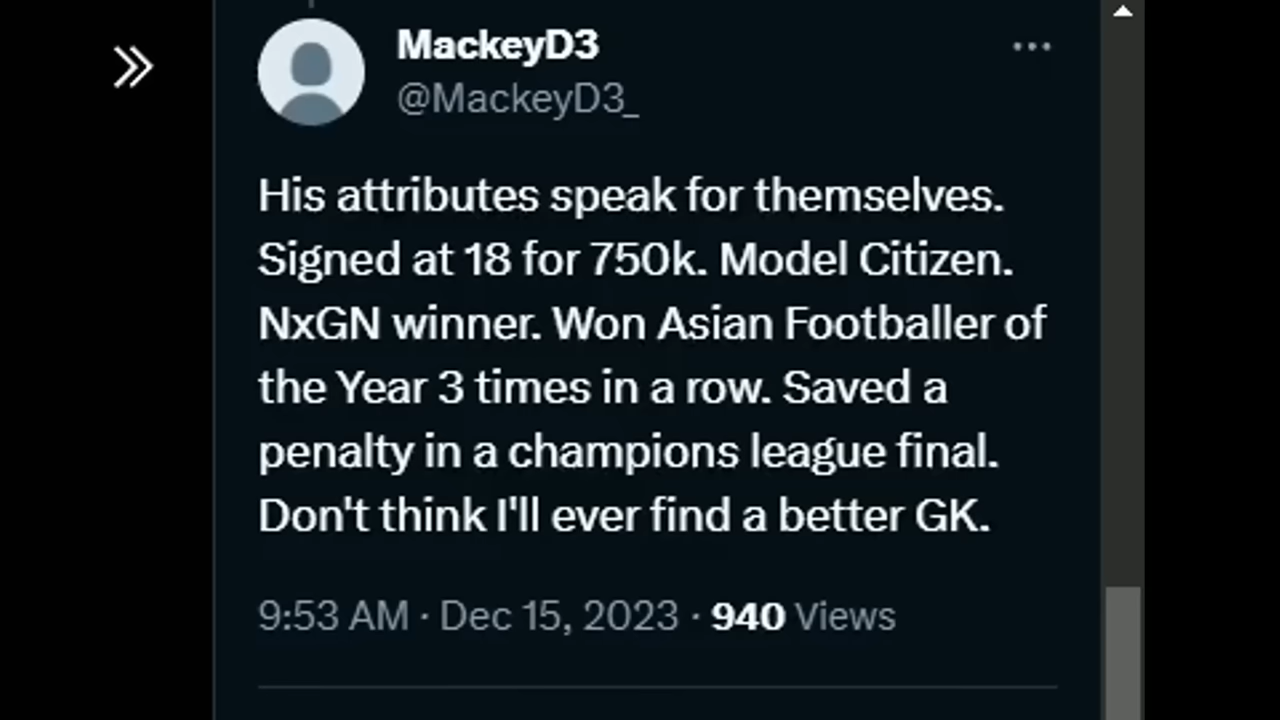 MackeyD3
@MackeyD3_
His attributes speak for themselves.
Signed at 18 for 750k. Model Citizen.
NxGN winner. Won Asian Footballer of
the Year 3 times in a row. Saved a
penalty in a champions league final.
Don't think I'll ever find a better GK.
9:53 AM · Dec 15, 2023 · 940 Views